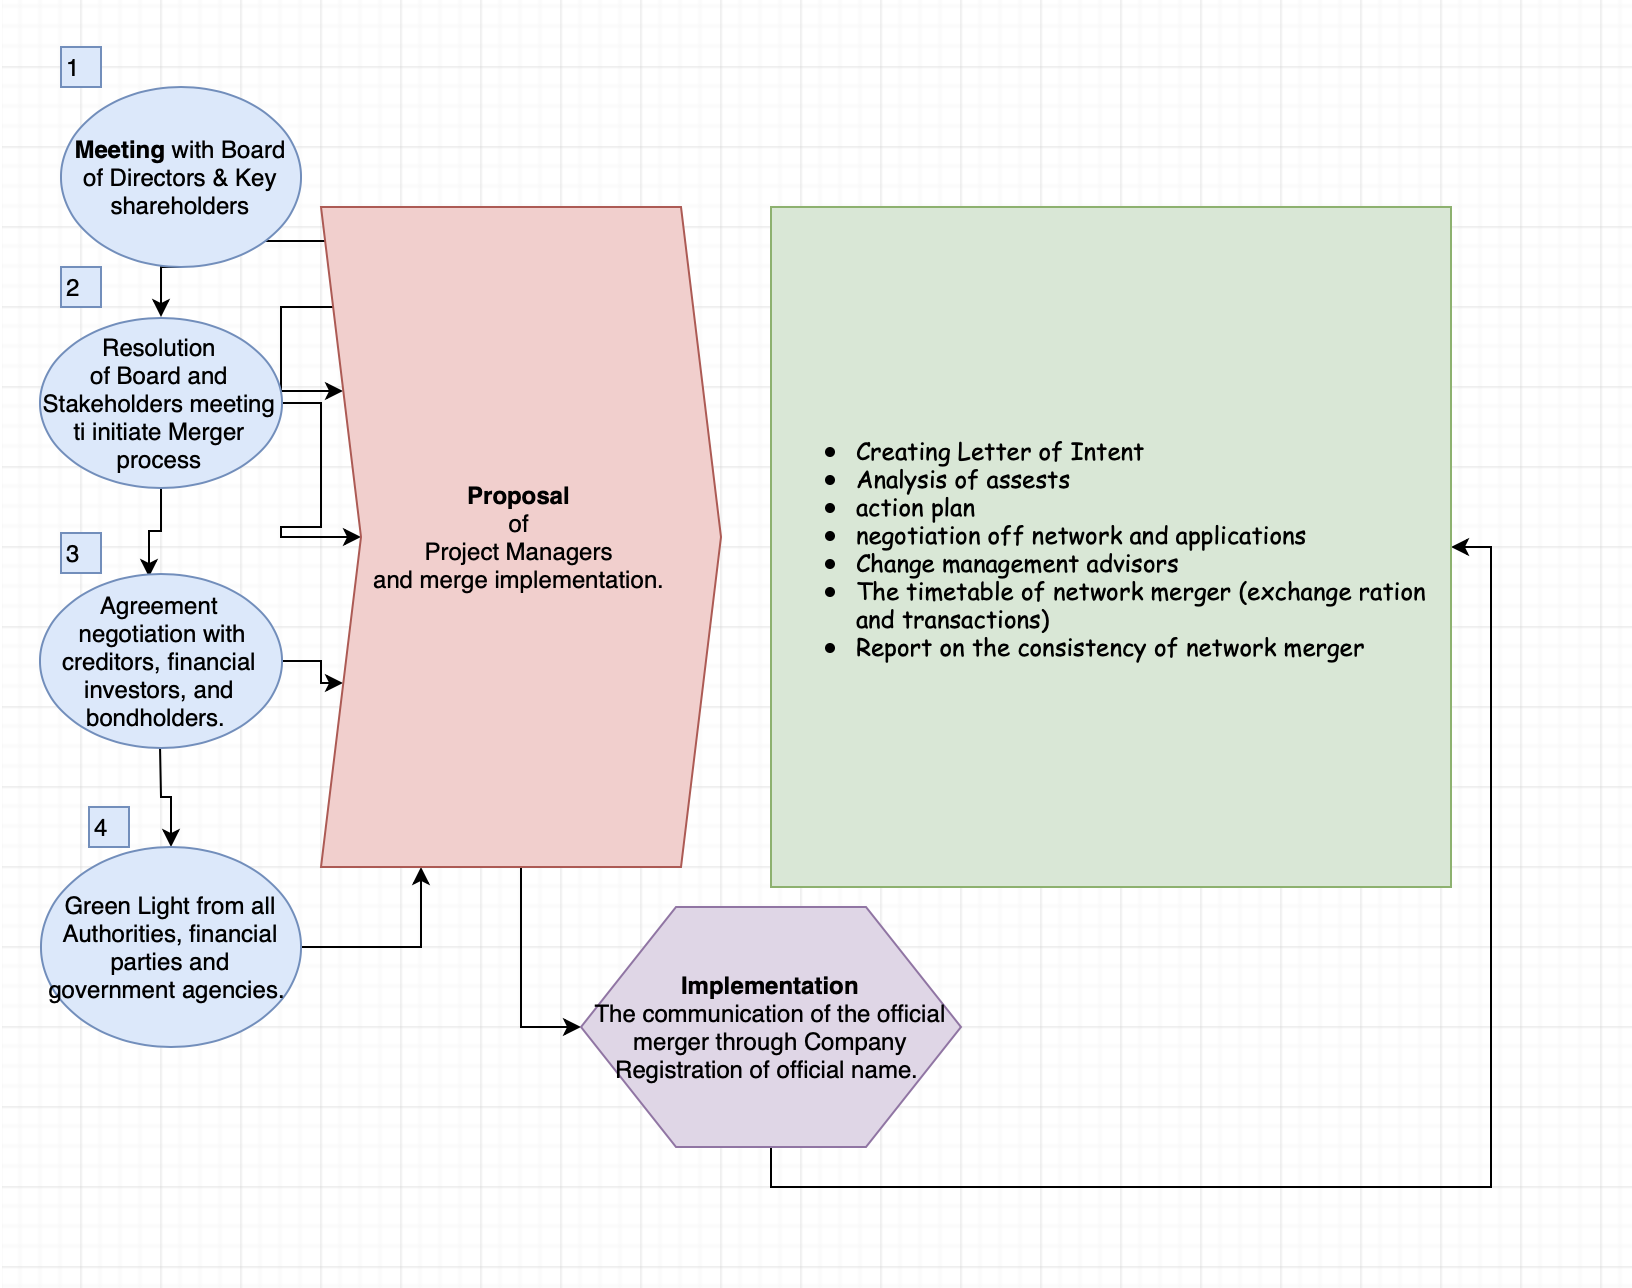 1
Meeting with Board
of Directors & Key
shareholders
2
Resolution
of Board and
Stakeholders meeting
ti initiate Merger
process
3
Agreement
negotiation with
creditors, financial
investors, and
bondholders.
4
Green Light from all
Authorities, financial
parties and
government agencies.
Proposal
of
Project Managers
and merge implementation.
• Creating Letter of Intent
• Analysis of assests
• action plan
• negotiation off network and applications
• Change management advisors
• The timetable of network merger (exchange ration
and transactions)
• Report on the consistency of network merger
Implementation
The communication of the official
merger through Company
Registration of official name.